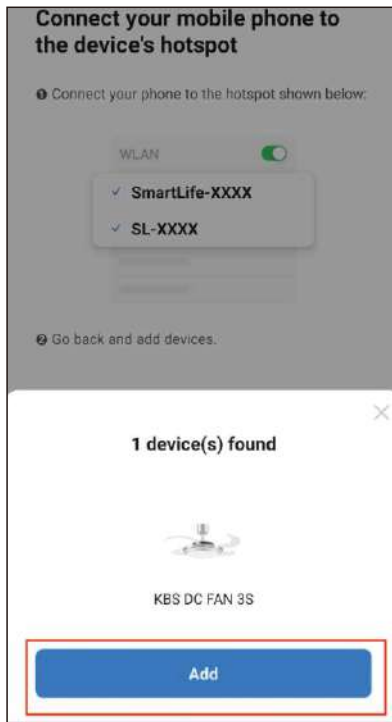 Connect your mobile phone to
the device's hotspot
❶ Connect your phone to the hotspot shown below:
WLAN
SmartLife-XXXX
SL-XXXX
❷ Go back and add devices.
1 device(s) found
KBS DC FAN 3S
Add